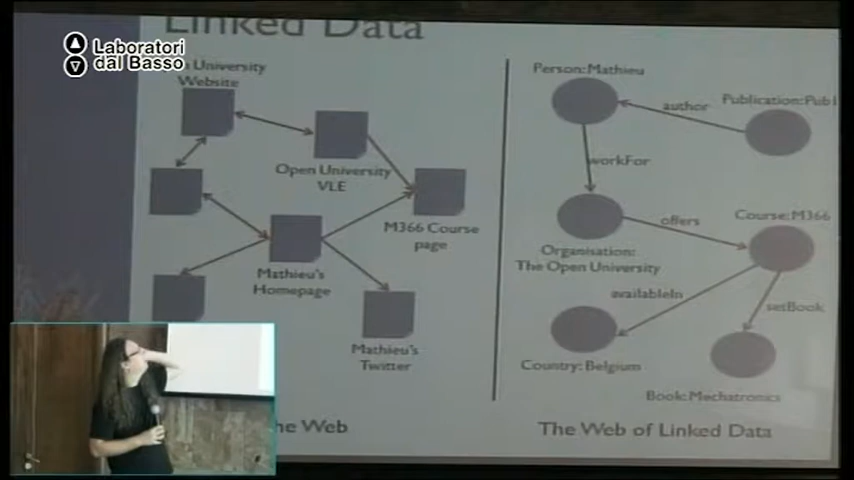 Linked Data
Laboratori
dal Basso
University
Website
Open University
VLE
M366 Course
page
Mathieu's
Homepage
Mathieu's
Twitter
The Web
Person:Mathieu
author
Publication:Pub1
workFor
offers
Course:M366
Organisation:
The Open University
availableIn
setBook
Country:Belgium
Book:Mechatronics
The Web of Linked Data